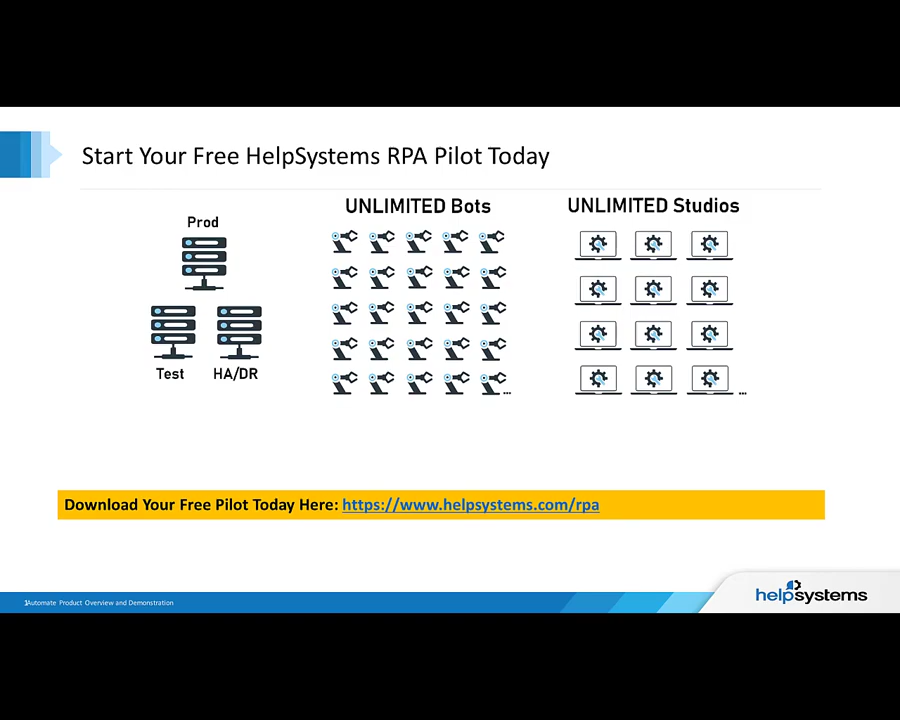 Start Your Free HelpSystems RPA Pilot Today
UNLIMITED Bots
UNLIMITED Studios
Prod
Test
HA/DR
...
...
Download Your Free Pilot Today Here: https://www.helpsystems.com/rpa
1Automate Product Overview and Demonstration
helpsystems